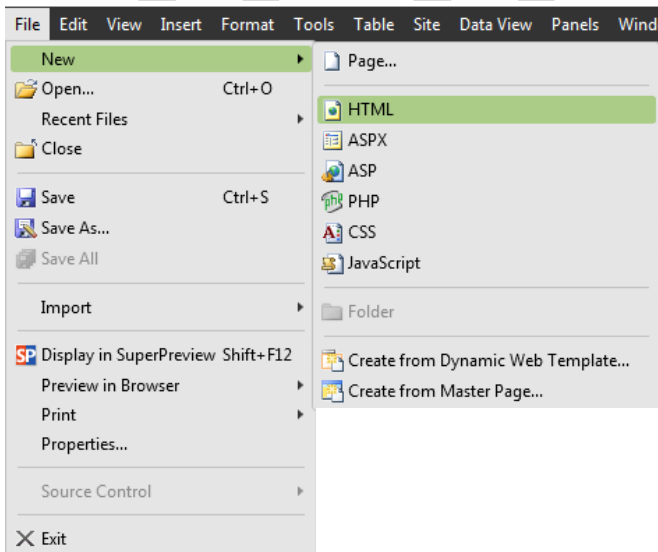 File Edit View Insert Format Tools Table Site Data View Panels Wind
New
Open... Ctrl+O
Recent Files
Close
Save Ctrl+S
Save As...
Save All
Import
SP Display in SuperPreview Shift+F12
Preview in Browser
Print
Properties...
Source Control
Exit
Page...
HTML
ASPX
ASP
php PHP
A CSS
JavaScript
Folder
Create from Dynamic Web Template...
Create from Master Page...